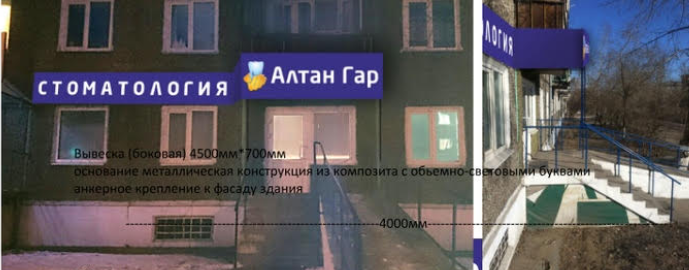 СТОМАТОЛОГИЯ
Алтан Гар
ЛОГИЯ
Вывеска (боковая) 4500мм*700мм
основание металлическая конструкция из композита с обьемно-световыми буквами
анкерное крепление к фасаду здания
4000мм